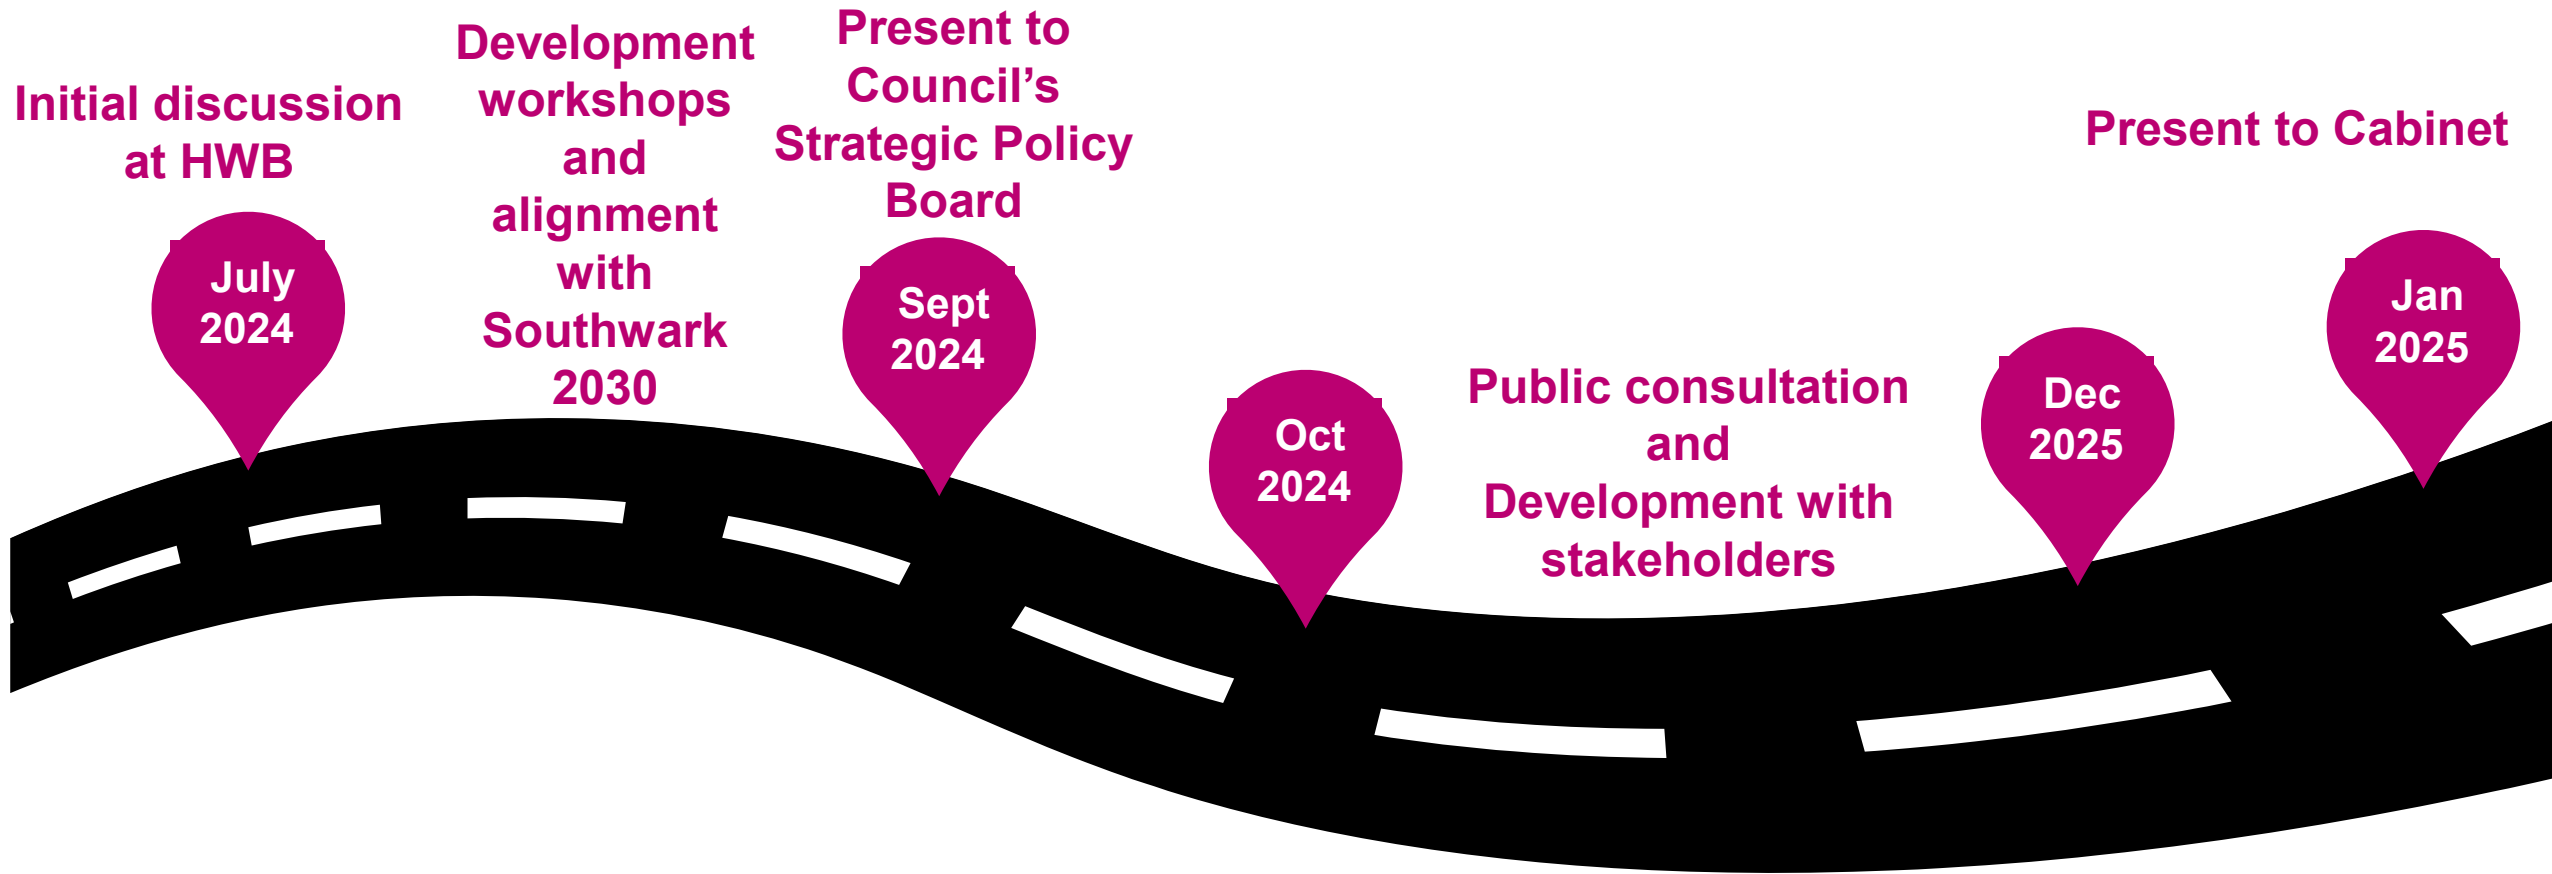 Initial discussion
at HWB
July
2024
Development
workshops
and
alignment
with
Southwark
2030
Present to
Council’s
Strategic Policy
Board
Sept
2024
Oct
2024
Public consultation
and
Development with
stakeholders
Dec
2025
Present to Cabinet
Jan
2025